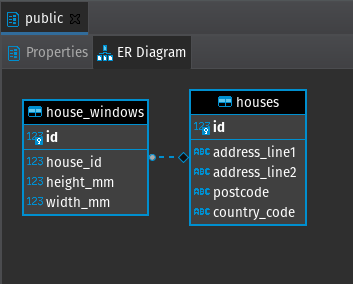 public
Properties
ER Diagram
house_windows
123 id
123 house_id
123 height_mm
123 width_mm
houses
123 id
ABC address_line1
ABC address_line2
ABC postcode
ABC country_code